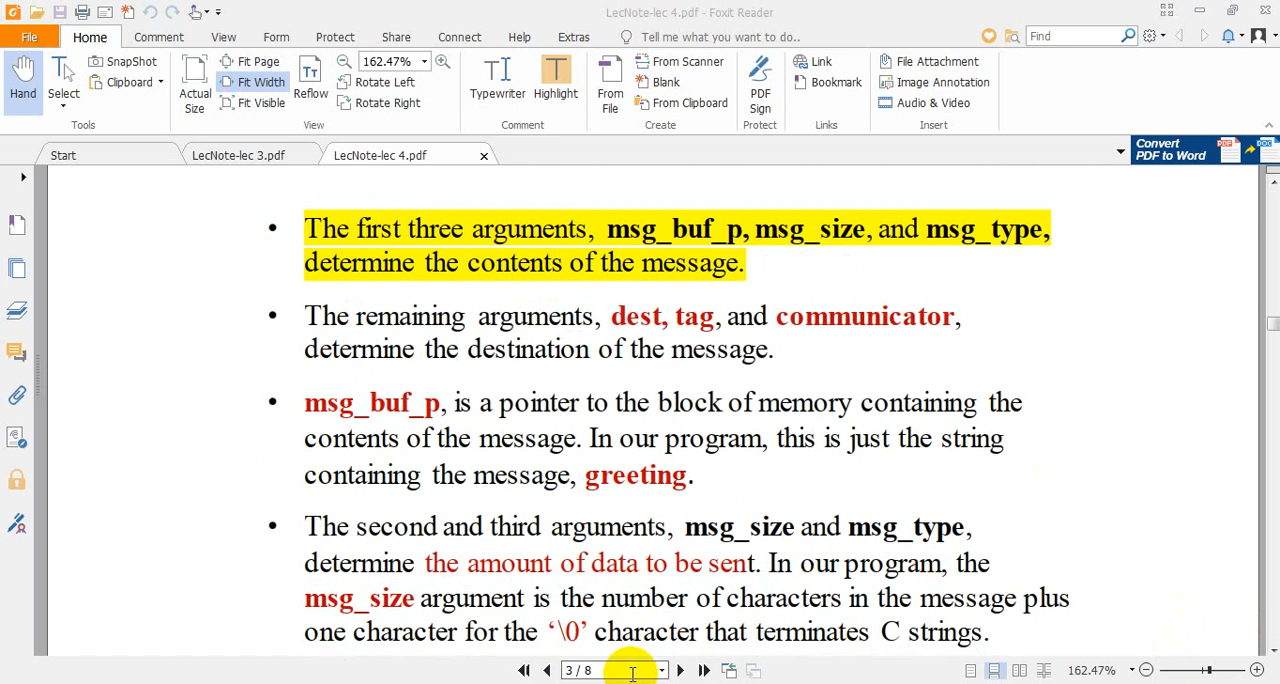 LecNote-lec 4.pdf - Foxit Reader
File Home Comment View Form Protect Share Connect Help Extras Tell me what you want to do.. Find
Hand
Select
SnapShot
Clipboard
Tools
Actual Size
Fit Page
Fit Width
Fit Visible
Reflow
162.47%
Rotate Left
Rotate Right
View
Typewriter
Highlight
Comment
From File
From Scanner
Blank
From Clipboard
Create
PDF Sign
Protect
Link
Bookmark
Links
File Attachment
Image Annotation
Audio & Video
Insert
Start LecNote-lec 3.pdf LecNote-lec 4.pdf
Convert
PDF to Word
• The first three arguments, msg_buf_p, msg_size, and msg_type,
determine the contents of the message.
• The remaining arguments, dest, tag, and communicator,
determine the destination of the message.
• msg_buf_p, is a pointer to the block of memory containing the
contents of the message. In our program, this is just the string
containing the message, greeting.
• The second and third arguments, msg_size and msg_type,
determine the amount of data to be sent. In our program, the
msg_size argument is the number of characters in the message plus
one character for the ‘\0’ character that terminates C strings.
3 / 8
162.47%